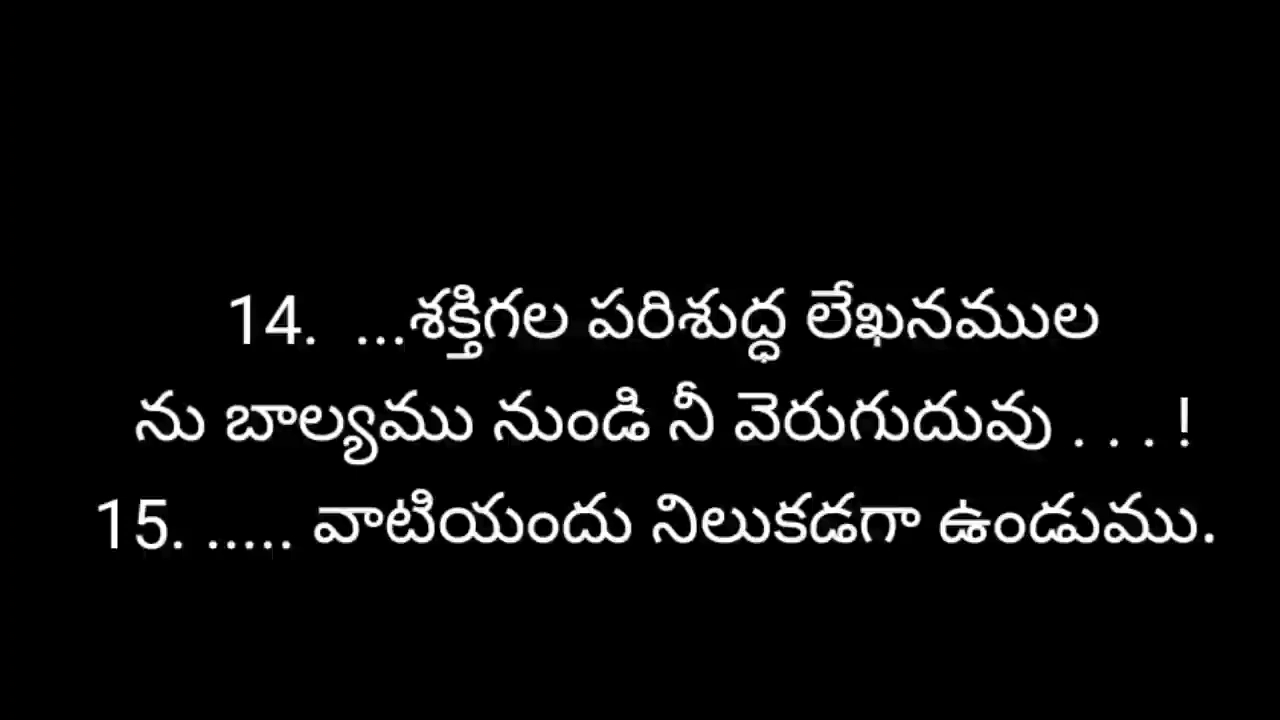 14. ...శక్తిగల పరిశుద్ధ లేఖనముల
ను బాల్యము నుండి నీ వెరుగుదువు . . . !
15. ..... వాటియందు నిలుకడగా ఉండుము.